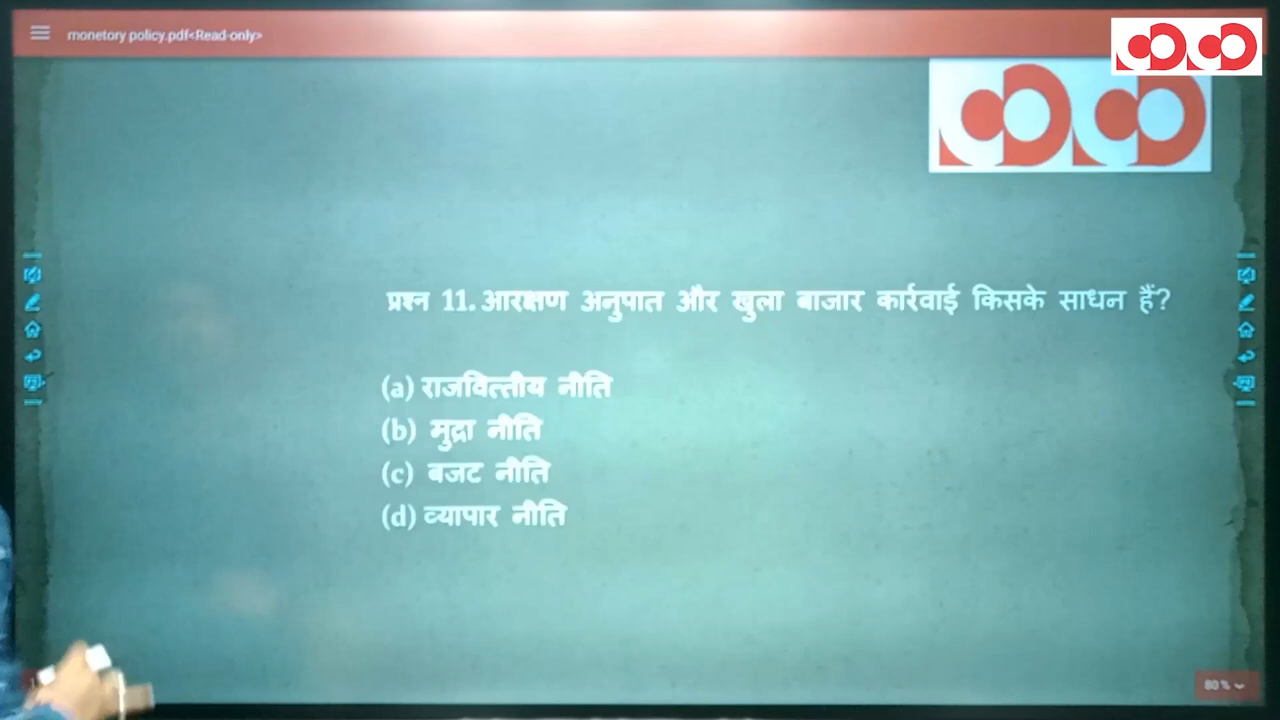 monetory policy.pdf<Read-only>
प्रश्न 11. आरक्षण अनुपात और खुला बाजार कार्रवाई किसके साधन हैं?
(a) राजवित्तीय नीति
(b) मुद्रा नीति
(c) बजट नीति
(d) व्यापार नीति
80 %